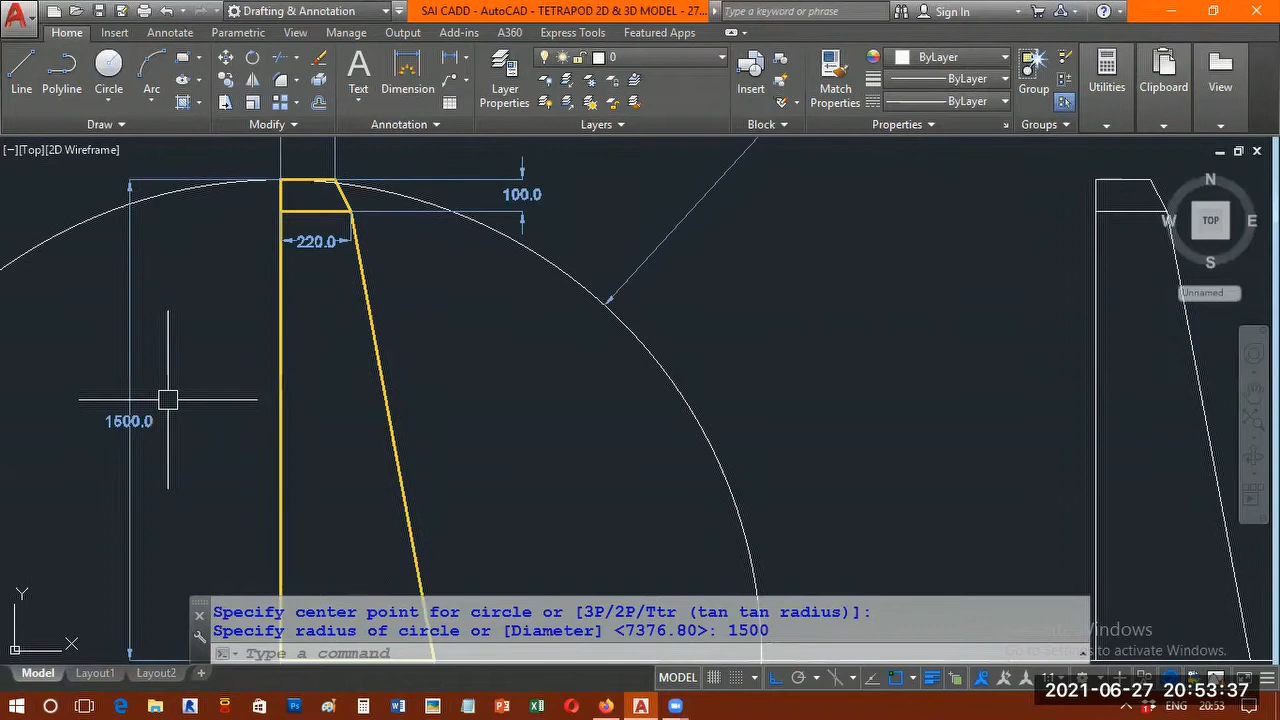 Drafting & Annotation
SAI CADD - AutoCAD - TETRAPOD 2D & 3D MODEL - 27...
Type a keyword or phrase
Sign In
Home Insert Annotate Parametric View Manage Output Add-ins A360 Express Tools Featured Apps
Line Polyline Circle Arc
Text Dimension
Layer Properties
0
Insert
Match Properties
ByLayer
ByLayer
ByLayer
Group
Utilities
Clipboard
View
Draw Modify Annotation Layers Block Properties Groups
[−][Top][2D Wireframe]
N
W TOP E
S
Unnamed
100.0
220.0
1500.0
Y
X
Specify center point for circle or [3P/2P/Ttr (tan tan radius)]:
Specify radius of circle or [Diameter] <7376.80>: 1500
Type a command
Windows
Go to settings to activate Windows.
Model Layout1 Layout2 +
MODEL
1:1
2021-06-27 20:53:37
ENG 20:53